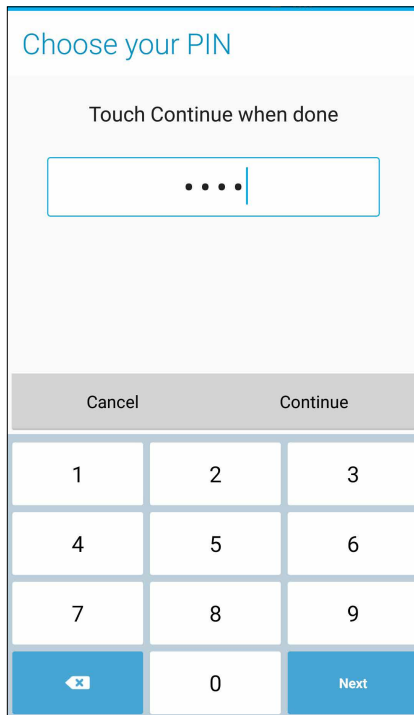 Choose your PIN
Touch Continue when done
••••
Cancel Continue
1 2 3
4 5 6
7 8 9
0 Next